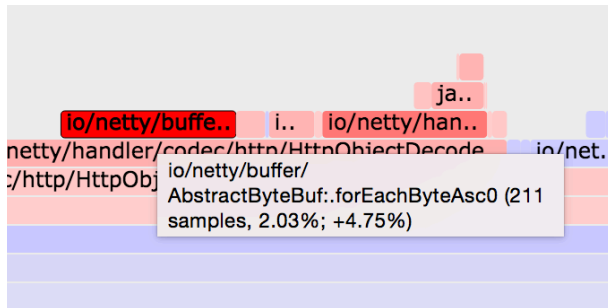 ja..
io/netty/buffe.. i.. io/netty/han..
netty/handler/codec/http/HttpObjectDecode.. io/net..
c/http/HttpObj
io/netty/buffer/
AbstractByteBuf:.forEachByteAsc0 (211
samples, 2.03%; +4.75%)